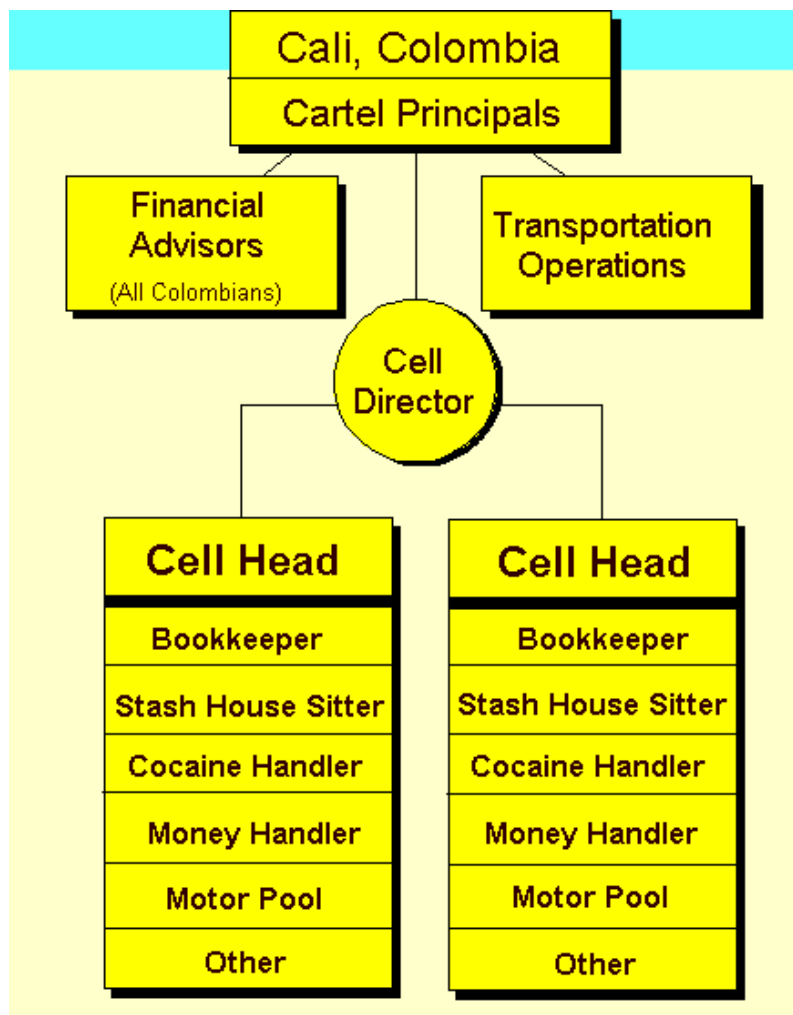 Cali, Colombia
Cartel Principals
Financial
Advisors
(All Colombians)
Transportation
Operations
Cell
Director
Cell Head
Bookkeeper
Stash House Sitter
Cocaine Handler
Money Handler
Motor Pool
Other
Cell Head
Bookkeeper
Stash House Sitter
Cocaine Handler
Money Handler
Motor Pool
Other